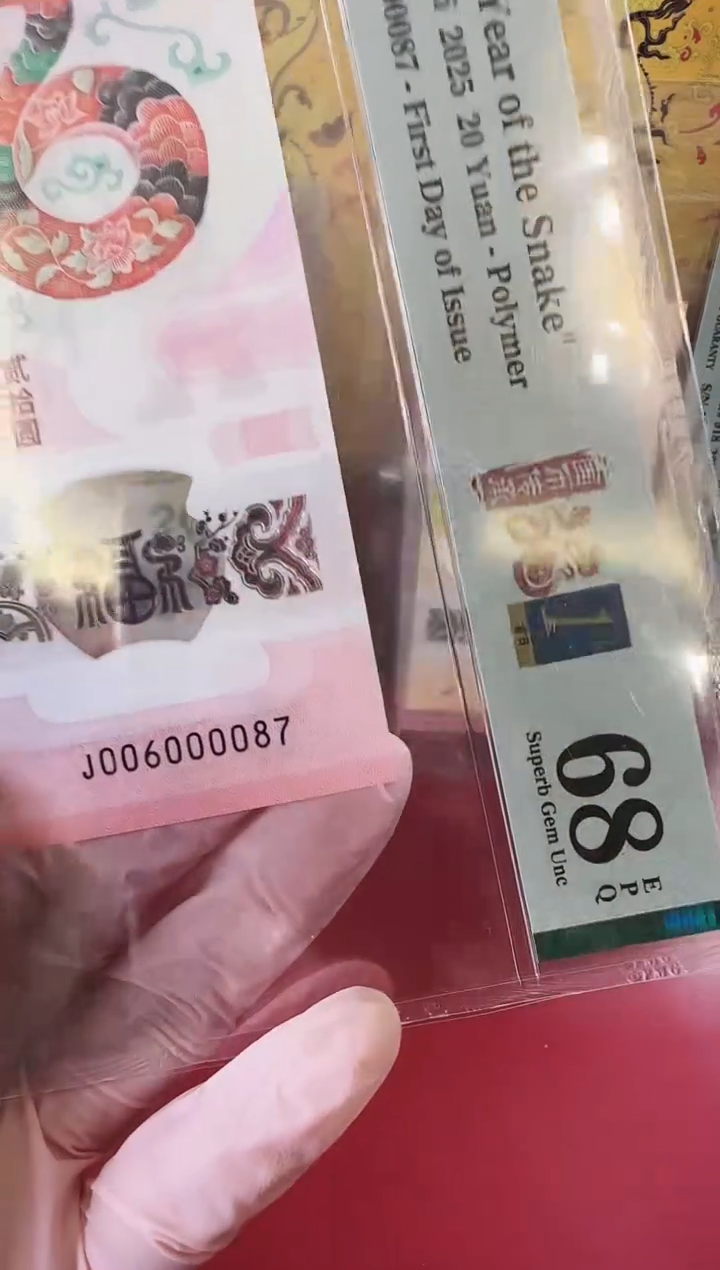 Year of the Snake"
2025 20 Yuan - Polymer
00087 - First Day of Issue
68
EPQ
Superb Gem Unc
J006000087